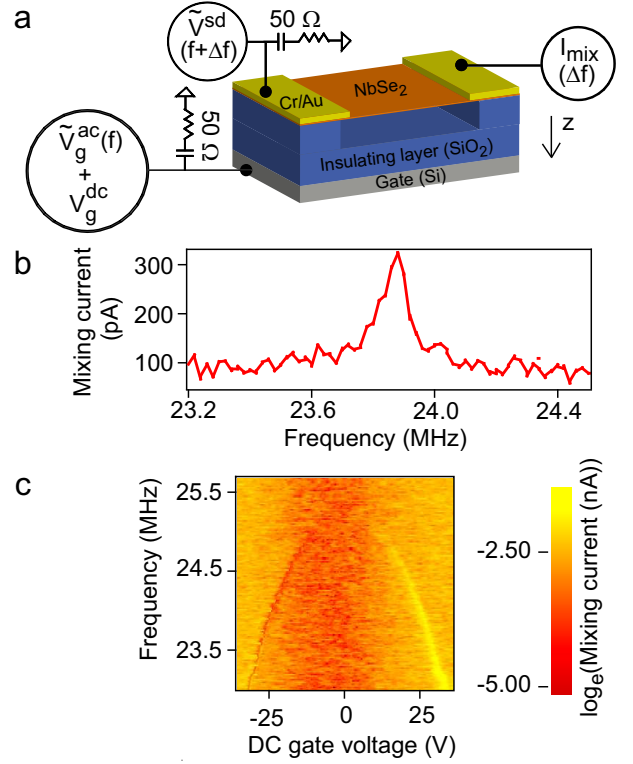 a
Ṽsd
(f+Δf)
50 Ω
Imix
(Δf)
NbSe2
Cr/Au
50 Ω
z
Ṽgac(f)
+
Vgdc
Insulating layer (SiO2)
Gate (Si)
b
Mixing current
(pA)
300
200
100
23.2
23.6
24.0
24.4
Frequency (MHz)
c
Frequency (MHz)
25.5
24.5
23.5
-25
0
25
DC gate voltage (V)
-2.50
-5.00
loge(Mixing current (nA))